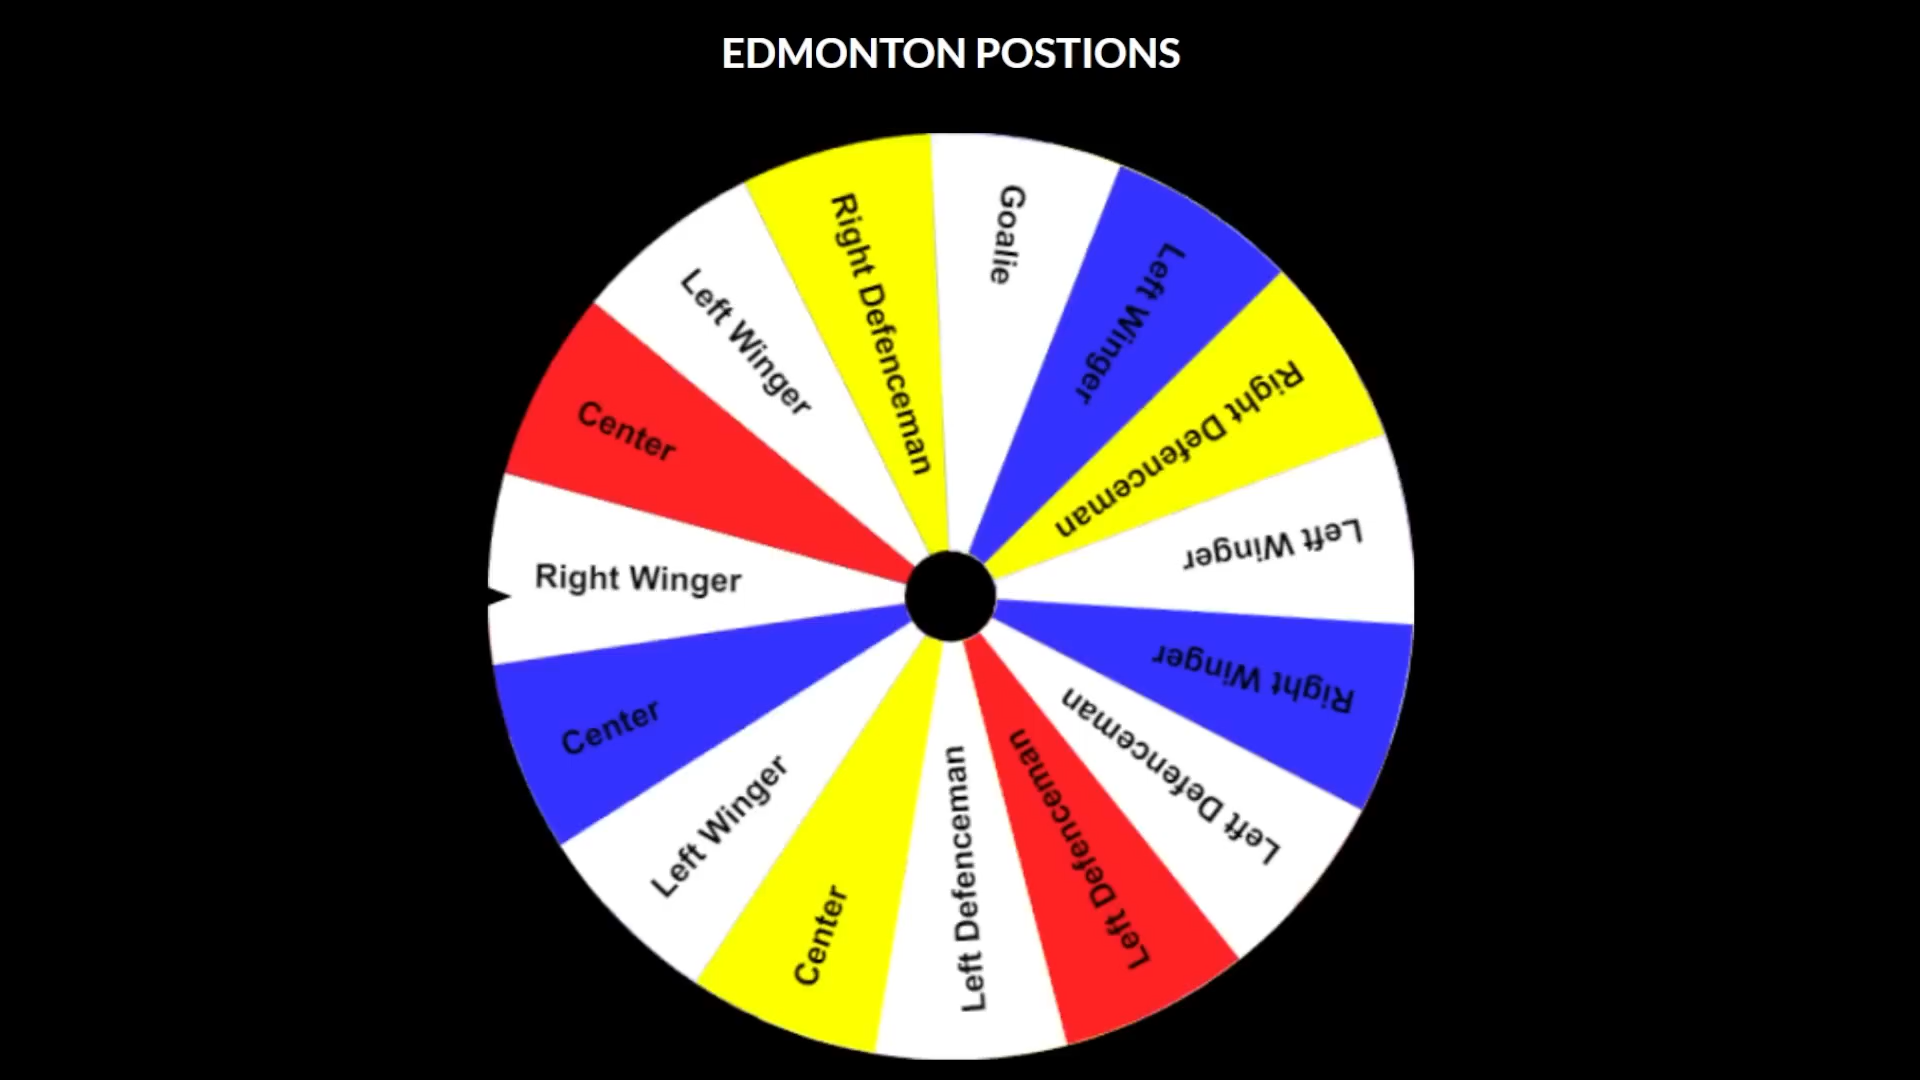 EDMONTON POSTIONS
Goalie
Left Winger
Right Defenceman
Left Winger
Right Winger
Left Defenceman
Left Defenceman
Left Defenceman
Center
Left Winger
Center
Right Winger
Center
Left Winger
Right Defenceman